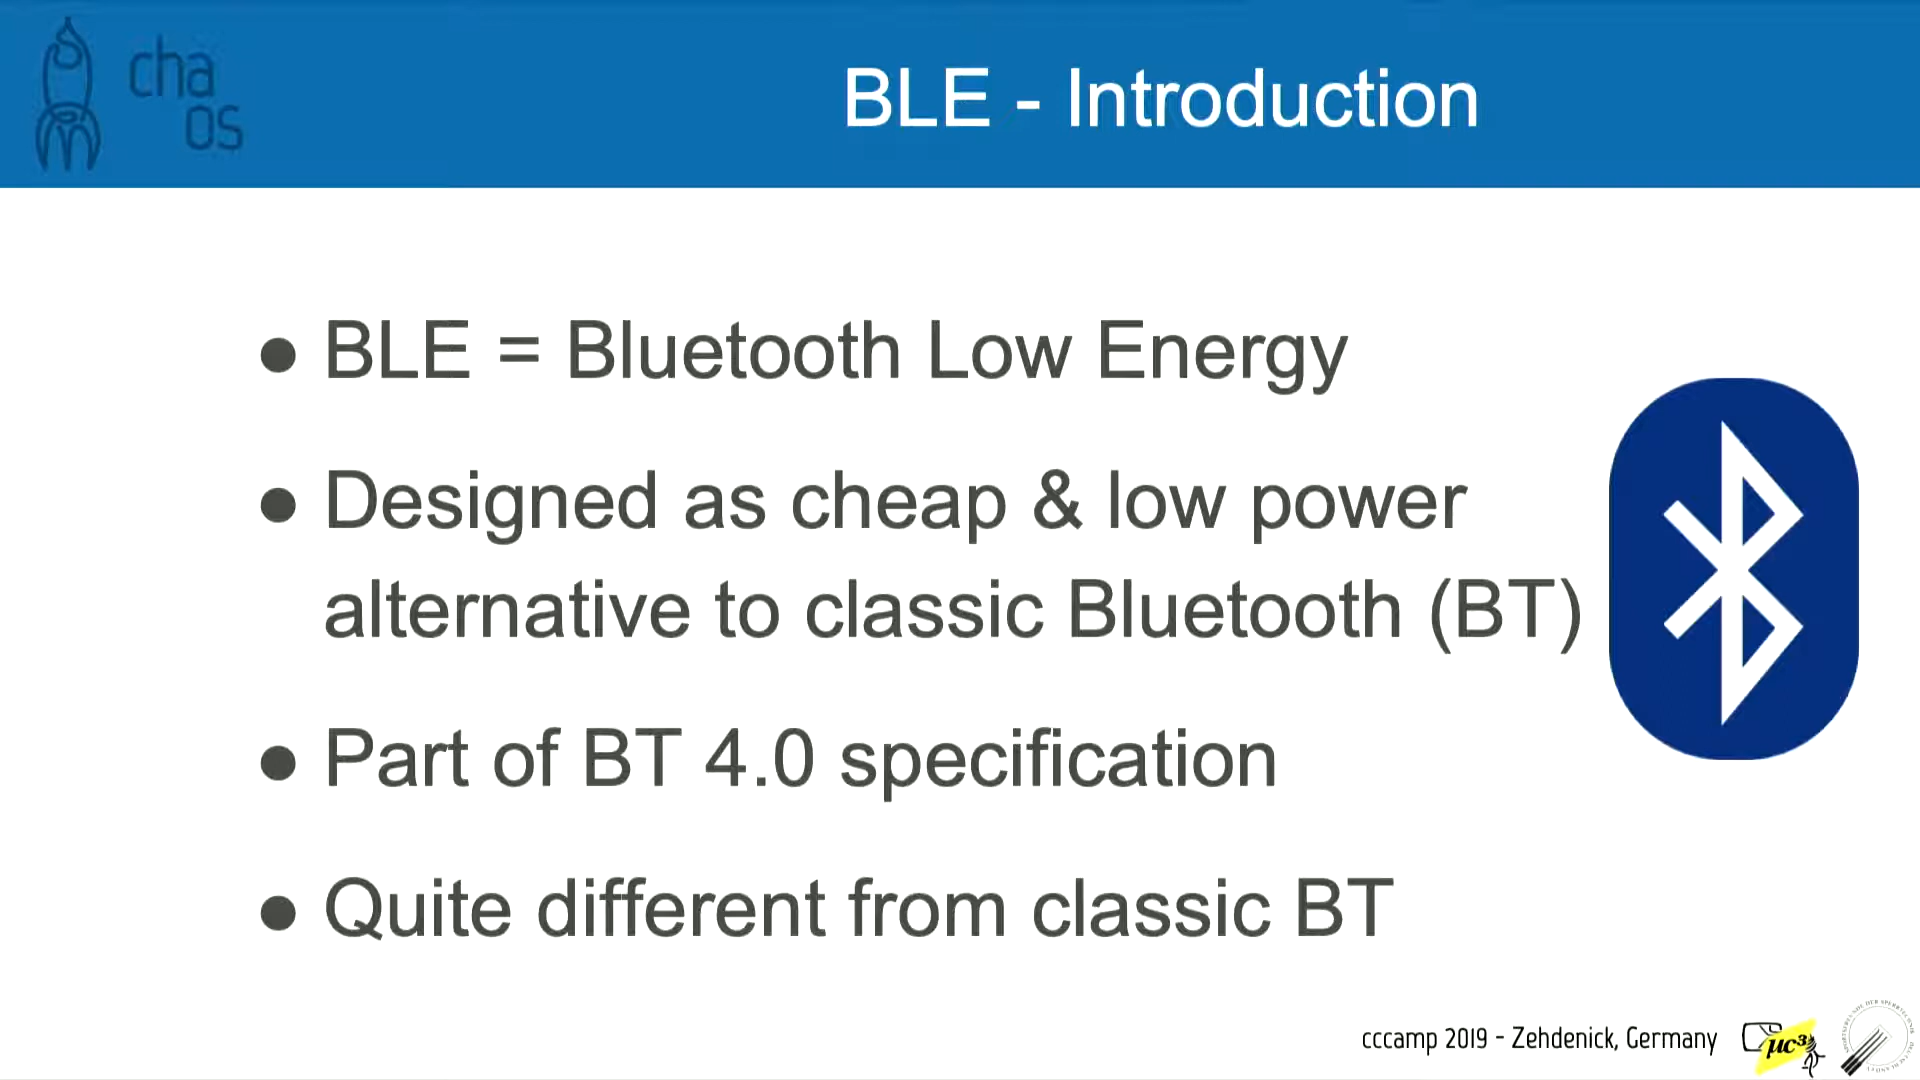 cha
os
BLE - Introduction
● BLE = Bluetooth Low Energy
● Designed as cheap & low power
alternative to classic Bluetooth (BT)
● Part of BT 4.0 specification
● Quite different from classic BT
cccamp 2019 - Zehdenick, Germany
μc³